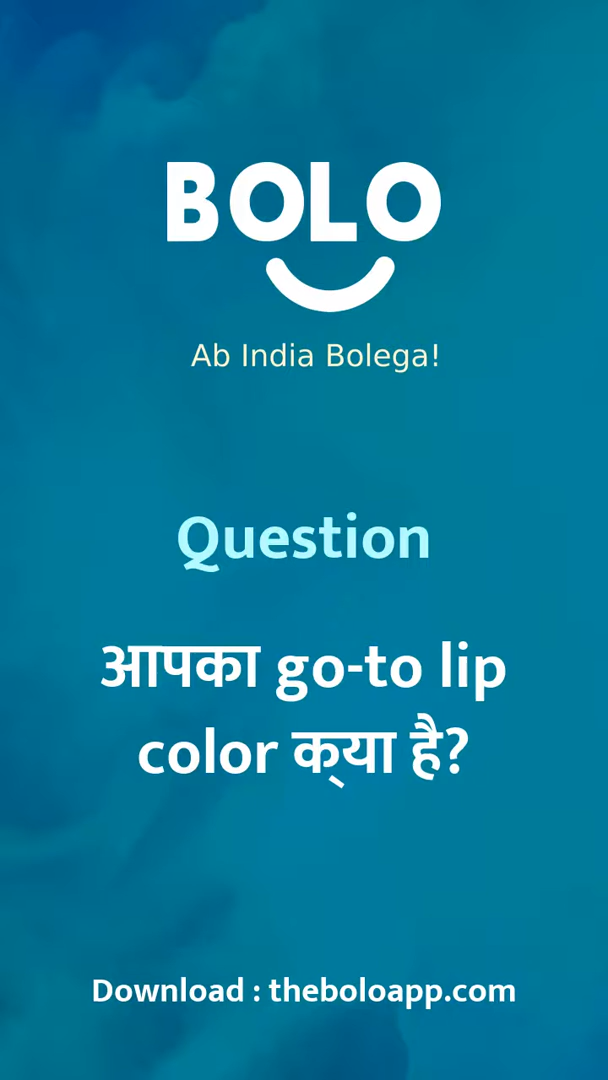 BOLO
Ab India Bolega!
Question
आपका go-to lip
color क्या है?
Download : theboloapp.com